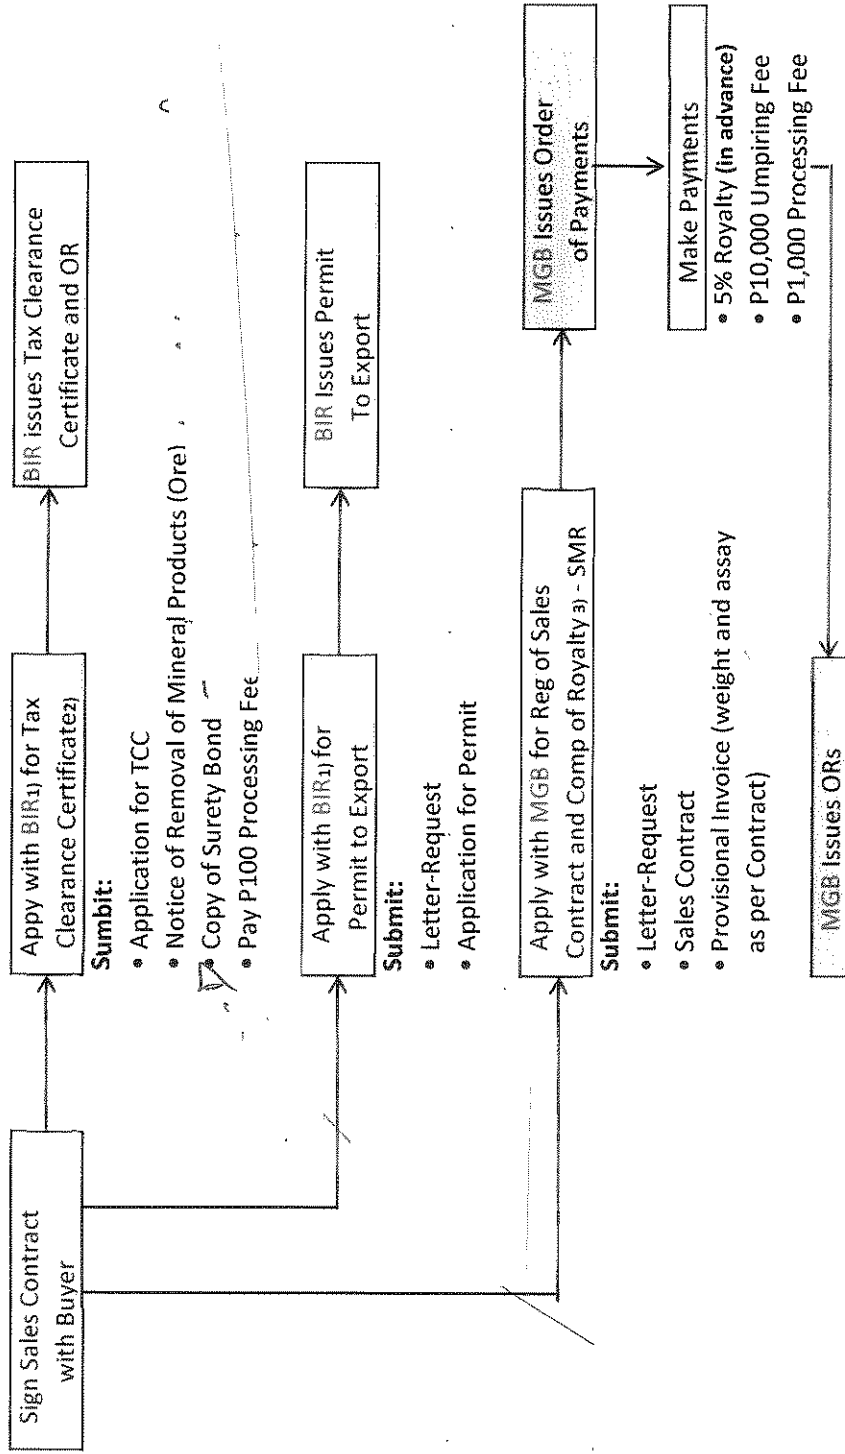 Sign Sales Contract
with Buyer
Appy with BIR1) for Tax
Clearance Certificate2)
Sumbit:
• Application for TCC
• Notice of Removal of Mineral Products (Ore)
• Copy of Surety Bond
• Pay P100 Processing Fee
BIR issues Tax Clearance
Certificate and OR
Apply with BIR1) for
Permit to Export
Submit:
• Letter-Request
• Application for Permit
BIR Issues Permit
To Export
Apply with MGB for Reg of Sales
Contract and Comp of Royalty 3) - SMR
Submit:
• Letter-Request
• Sales Contract
• Provisional Invoice (weight and assay
as per Contract)
MGB Issues Order
of Payments
Make Payments
• 5% Royalty (in advance)
• P10,000 Umpiring Fee
• P1,000 Processing Fee
MGB Issues ORs